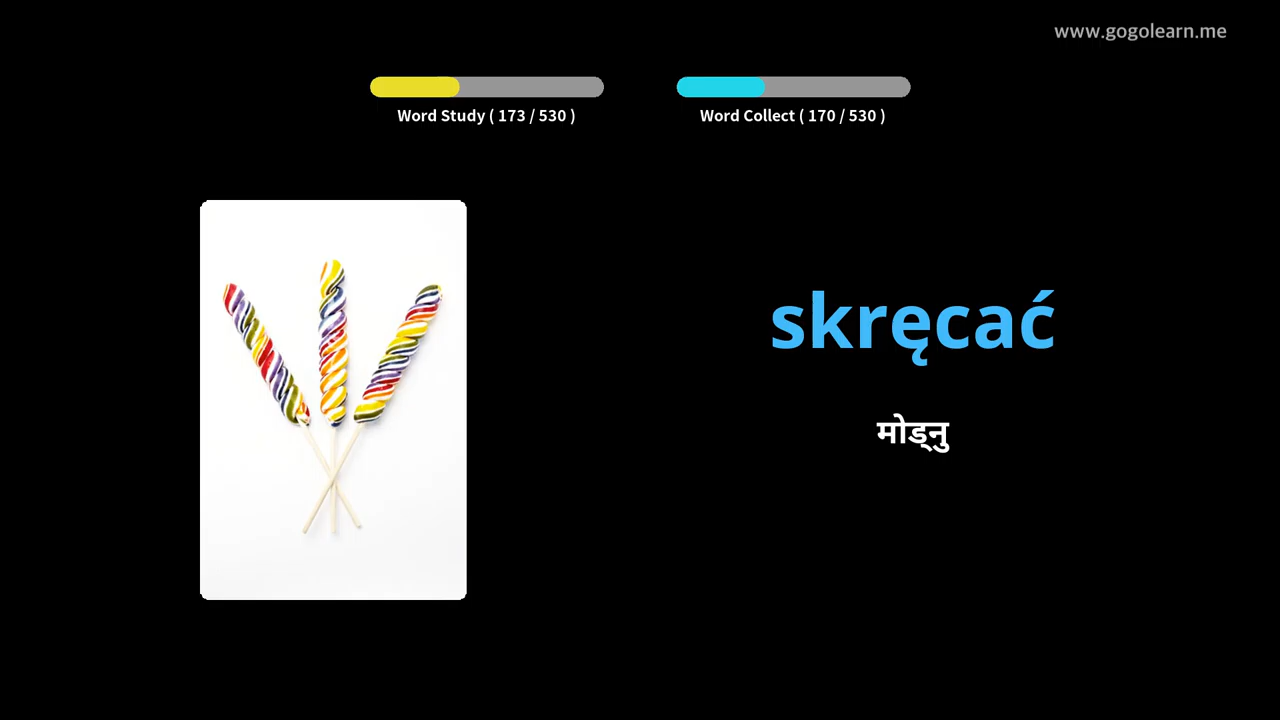 www.gogolearn.me
Word Study ( 173 / 530 )
Word Collect ( 170 / 530 )
skręcać
मोड्नु